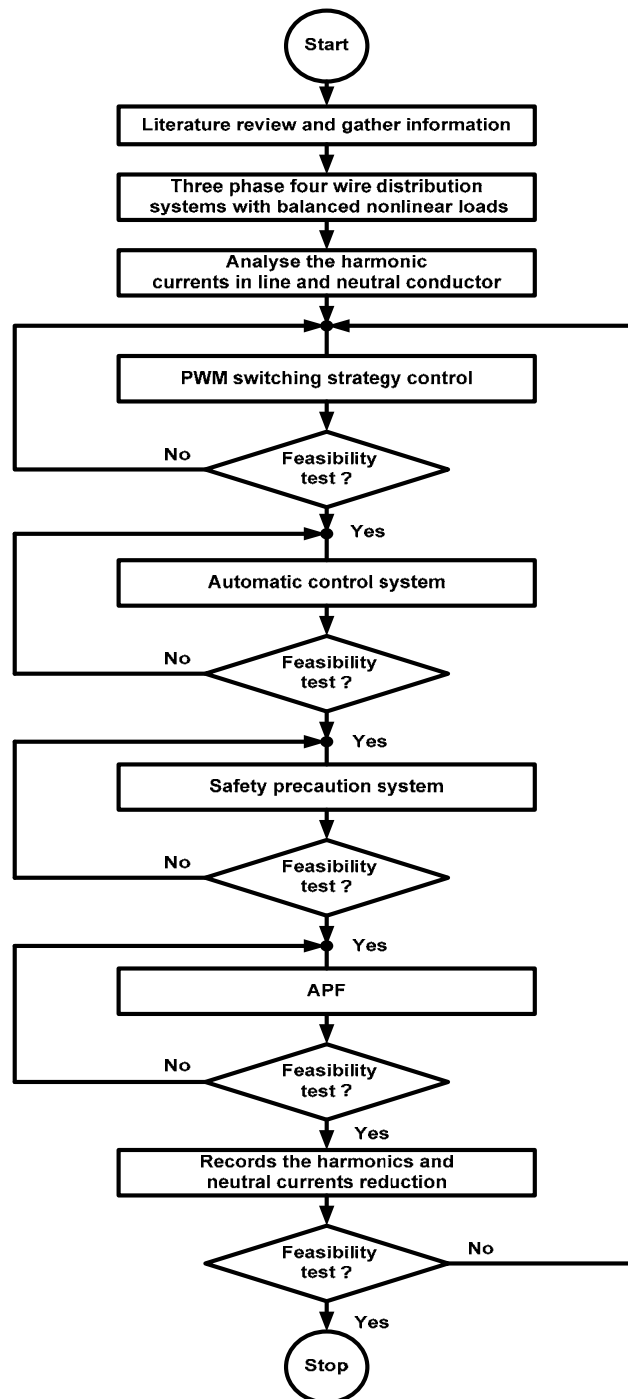 Start
Literature review and gather information
Three phase four wire distribution
systems with balanced nonlinear loads
Analyse the harmonic
currents in line and neutral conductor
PWM switching strategy control
No
Feasibility
test ?
Yes
Automatic control system
No
Feasibility
test ?
Yes
Safety precaution system
No
Feasibility
test ?
Yes
APF
No
Feasibility
test ?
Yes
Records the harmonics and
neutral currents reduction
Feasibility
test ?
No
Yes
Stop